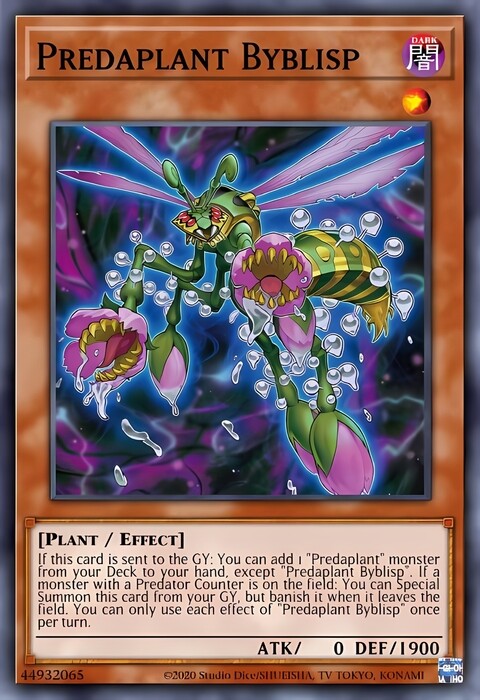 Predaplant Byblisp
DARK
闇
[Plant / Effect]
If this card is sent to the GY: You can add 1 "Predaplant" monster
from your Deck to your hand, except "Predaplant Byblisp. If a
monster with a Predator Counter is on the field: You can Special
Summon this card from your GY, but banish it when it leaves the
field. You can only use each effect of "Predaplant Byblisp" once
per turn.
ATK/ 0 DEF/1900
44932065
©2020 Studio Dice/SHUEISHA, TV TOKYO, KONAMI